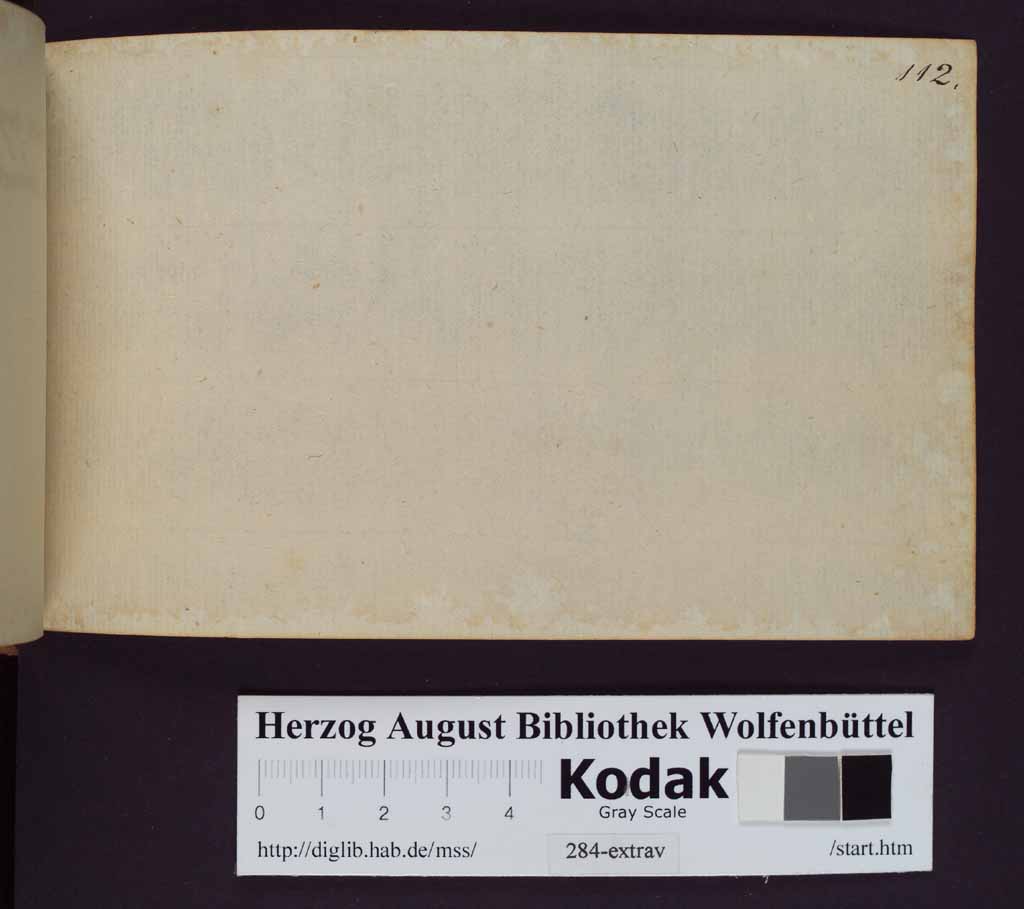 112.
Herzog August Bibliothek Wolfenbüttel
Kodak
Gray Scale
0 1 2 3 4
http://diglib.hab.de/mss/
284-extrav
/start.htm